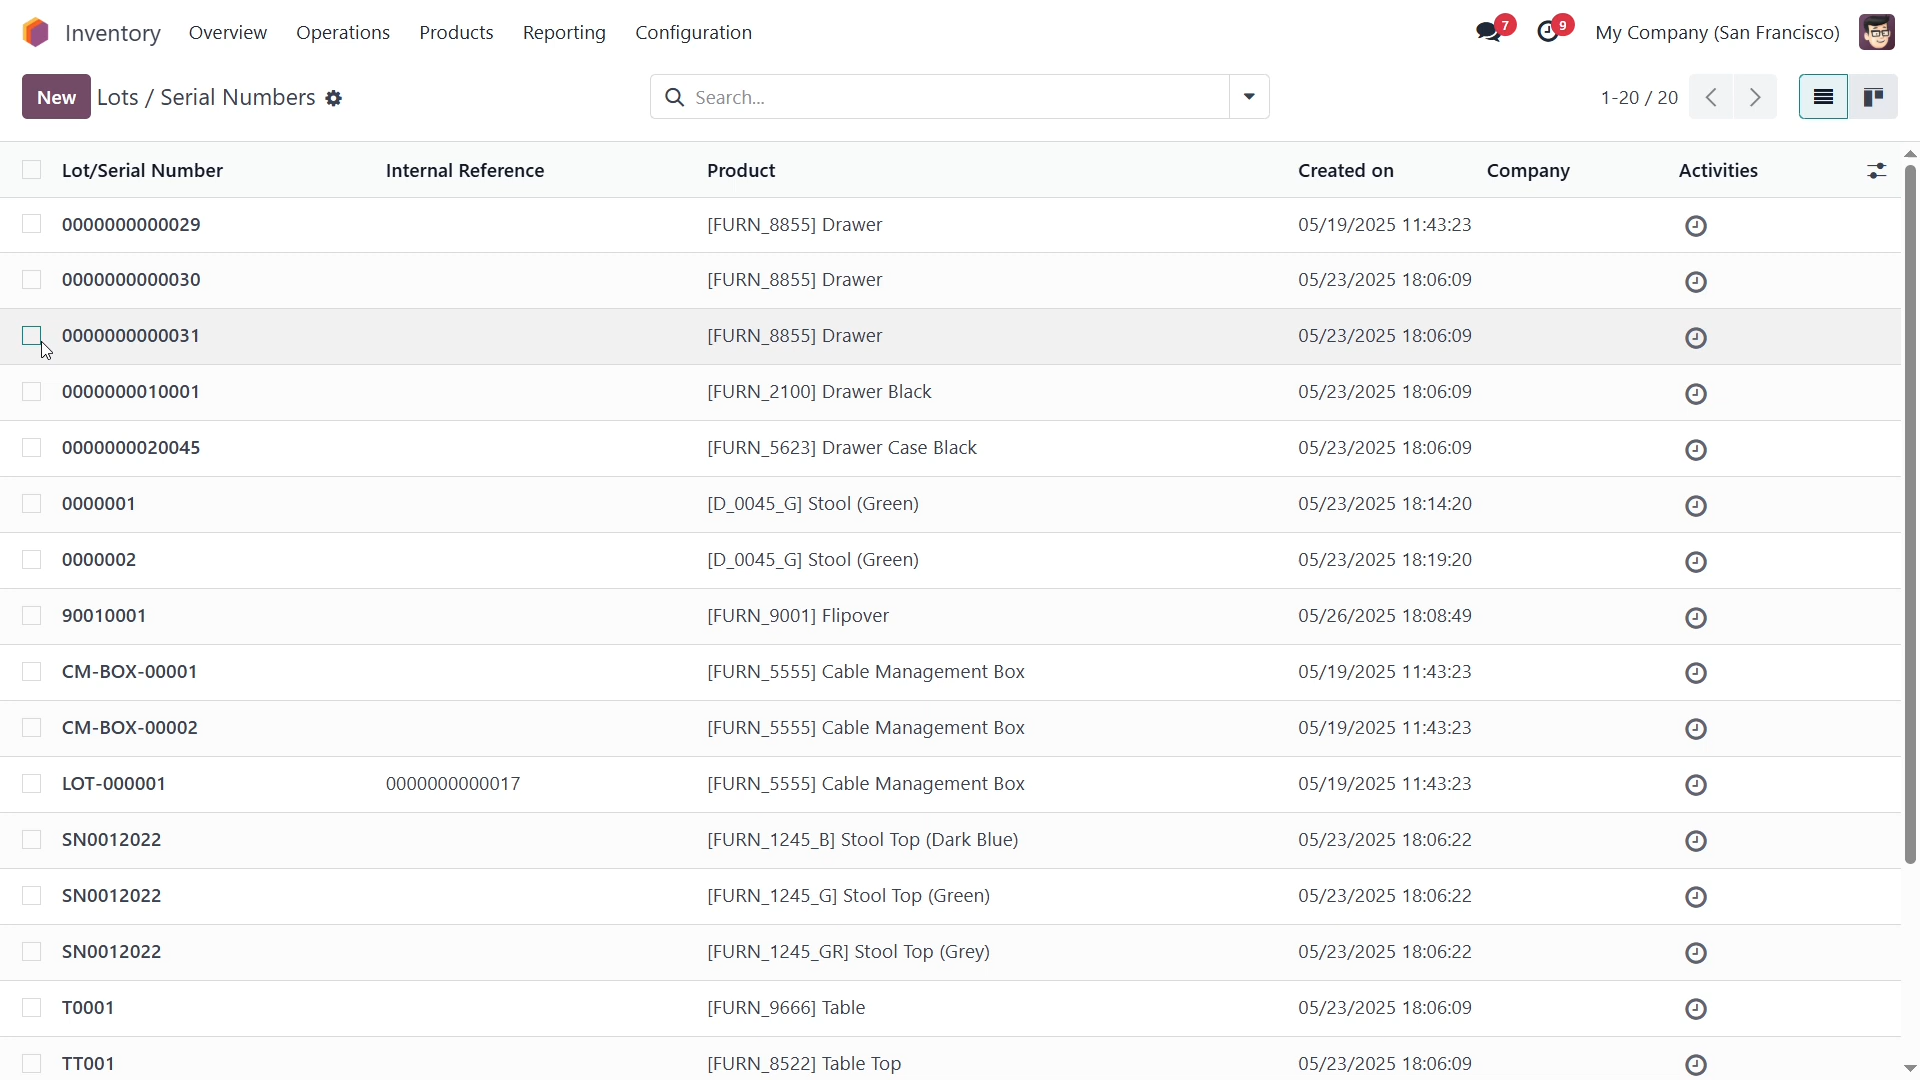 Inventory Overview Operations Products Reporting Configuration 7 9 My Company (San Francisco)
New Lots / Serial Numbers Search... 1-20 / 20
Lot/Serial Number Internal Reference Product Created on Company Activities
0000000000029 [FURN_8855] Drawer 05/19/2025 11:43:23
0000000000030 [FURN_8855] Drawer 05/23/2025 18:06:09
0000000000031 [FURN_8855] Drawer 05/23/2025 18:06:09
0000000010001 [FURN_2100] Drawer Black 05/23/2025 18:06:09
0000000020045 [FURN_5623] Drawer Case Black 05/23/2025 18:06:09
0000001 [D_0045_G] Stool (Green) 05/23/2025 18:14:20
0000002 [D_0045_G] Stool (Green) 05/23/2025 18:19:20
90010001 [FURN_9001] Flipover 05/26/2025 18:08:49
CM-BOX-00001 [FURN_5555] Cable Management Box 05/19/2025 11:43:23
CM-BOX-00002 [FURN_5555] Cable Management Box 05/19/2025 11:43:23
LOT-000001 0000000000017 [FURN_5555] Cable Management Box 05/19/2025 11:43:23
SN0012022 [FURN_1245_B] Stool Top (Dark Blue) 05/23/2025 18:06:22
SN0012022 [FURN_1245_G] Stool Top (Green) 05/23/2025 18:06:22
SN0012022 [FURN_1245_GR] Stool Top (Grey) 05/23/2025 18:06:22
T0001 [FURN_9666] Table 05/23/2025 18:06:09
TT001 [FURN_8522] Table Top 05/23/2025 18:06:09